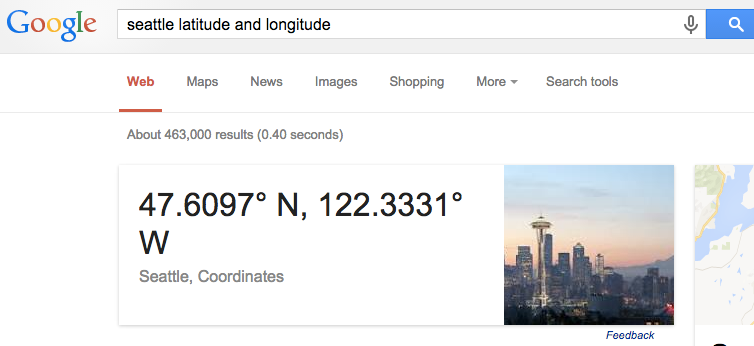 Google seattle latitude and longitude
Web Maps News Images Shopping More Search tools
About 463,000 results (0.40 seconds)
47.6097° N, 122.3331°
W
Seattle, Coordinates
Feedback